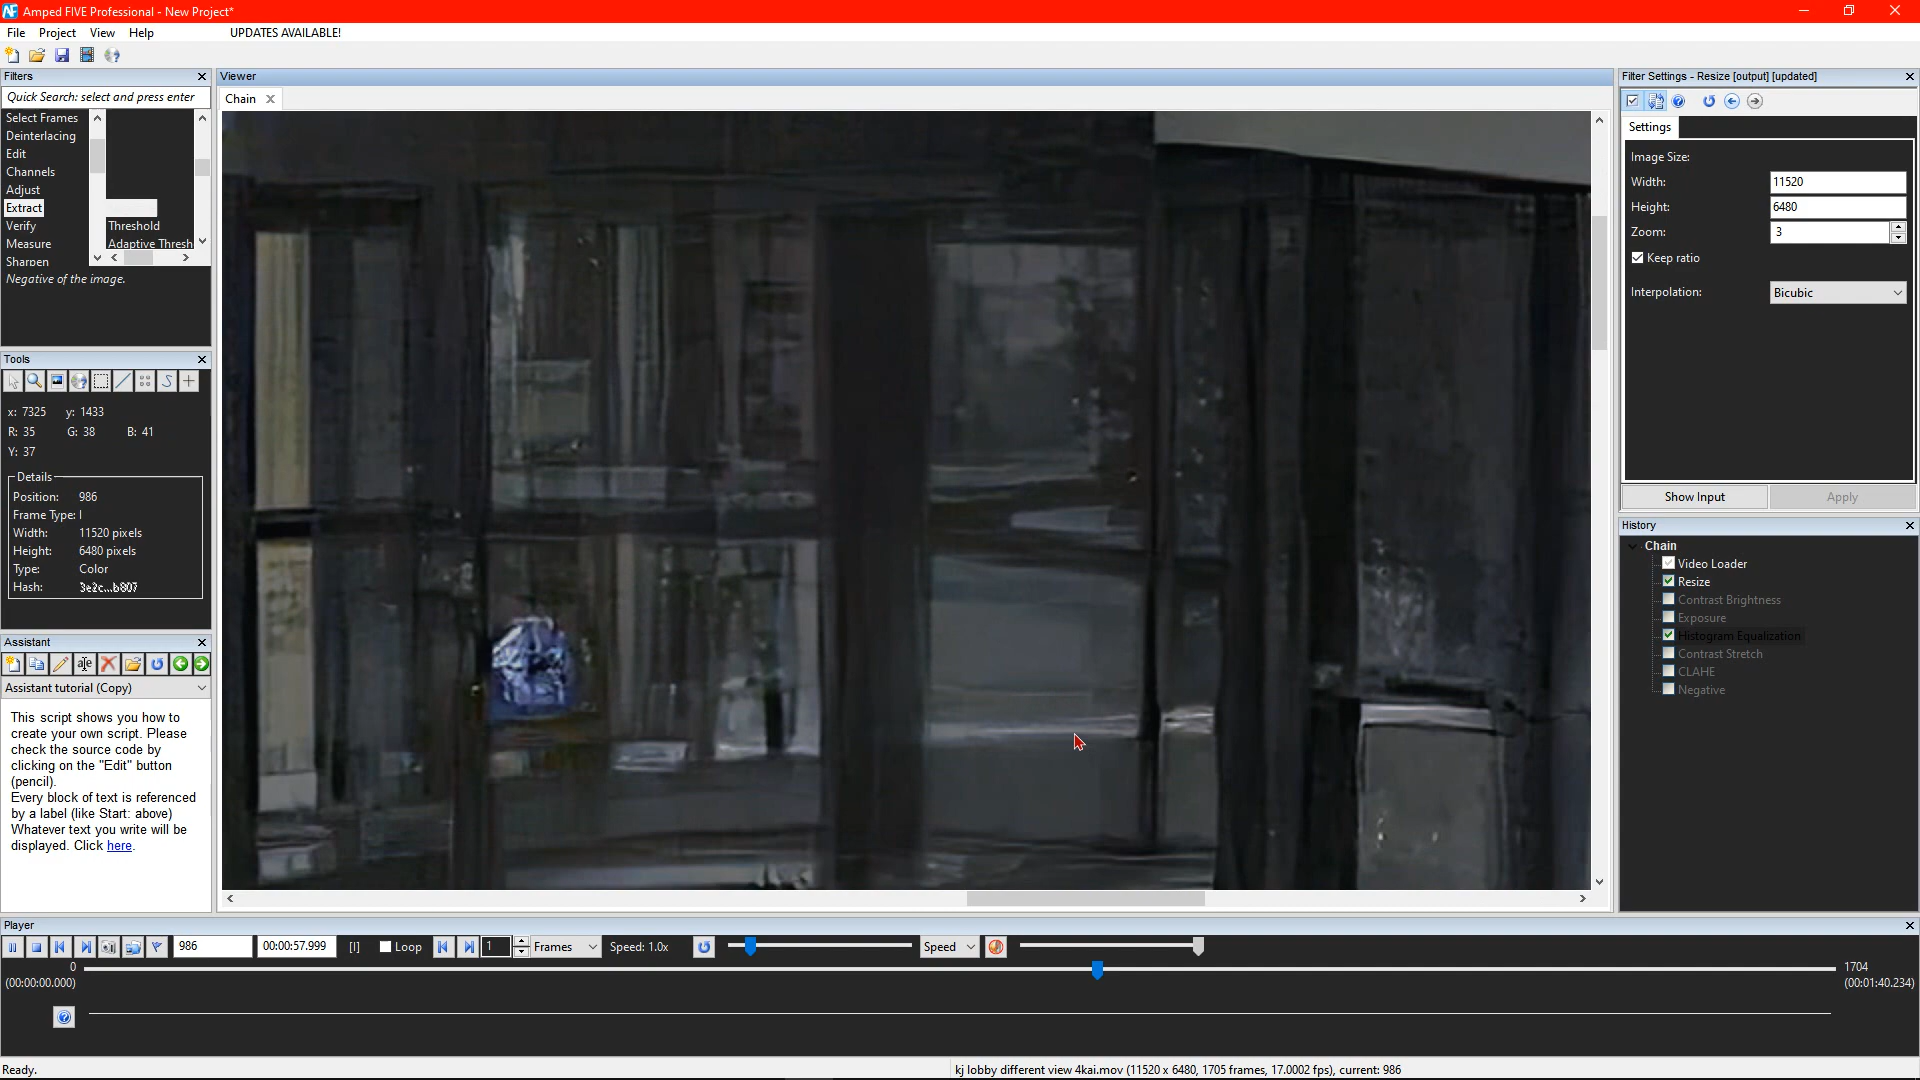 Amped FIVE Professional - New Project*
File Project View Help UPDATES AVAILABLE!
Filters
Quick Search: select and press enter
Select Frames
Deinterlacing
Edit
Channels
Adjust
Extract
Verify
Threshold
Measure
Adaptive Thresh
Sharpen
Negative of the image.
Tools
x: 7325 y: 1433
R: 35 G: 38 B: 41
Y: 37
Details
Position: 986
Frame Type: I
Width: 11520 pixels
Height: 6480 pixels
Type: Color
Hash: 3e2c...b807
Assistant
Assistant tutorial (Copy)
This script shows you how to
create your own script. Please
check the source code by
clicking on the "Edit" button
(pencil).
Every block of text is referenced
by a label (like Start: above)
Whatever text you write will be
displayed. Click here.
Viewer
Chain
Filter Settings - Resize [output] [updated]
Settings
Image Size:
Width: 11520
Height: 6480
Zoom: 3
Keep ratio
Interpolation: Bicubic
Show Input Apply
History
Chain
Video Loader
Resize
Contrast Brightness
Exposure
Histogram Equalization
Contrast Stretch
CLAHE
Negative
Player
986 00:00:57.999 [I] Loop 1 Frames Speed: 1.0x Speed
0 1704
(00:00:00.000) (00:01:40.234)
Ready. kj lobby different view 4kai.mov (11520 x 6480, 1705 frames, 17.0002 fps), current: 986